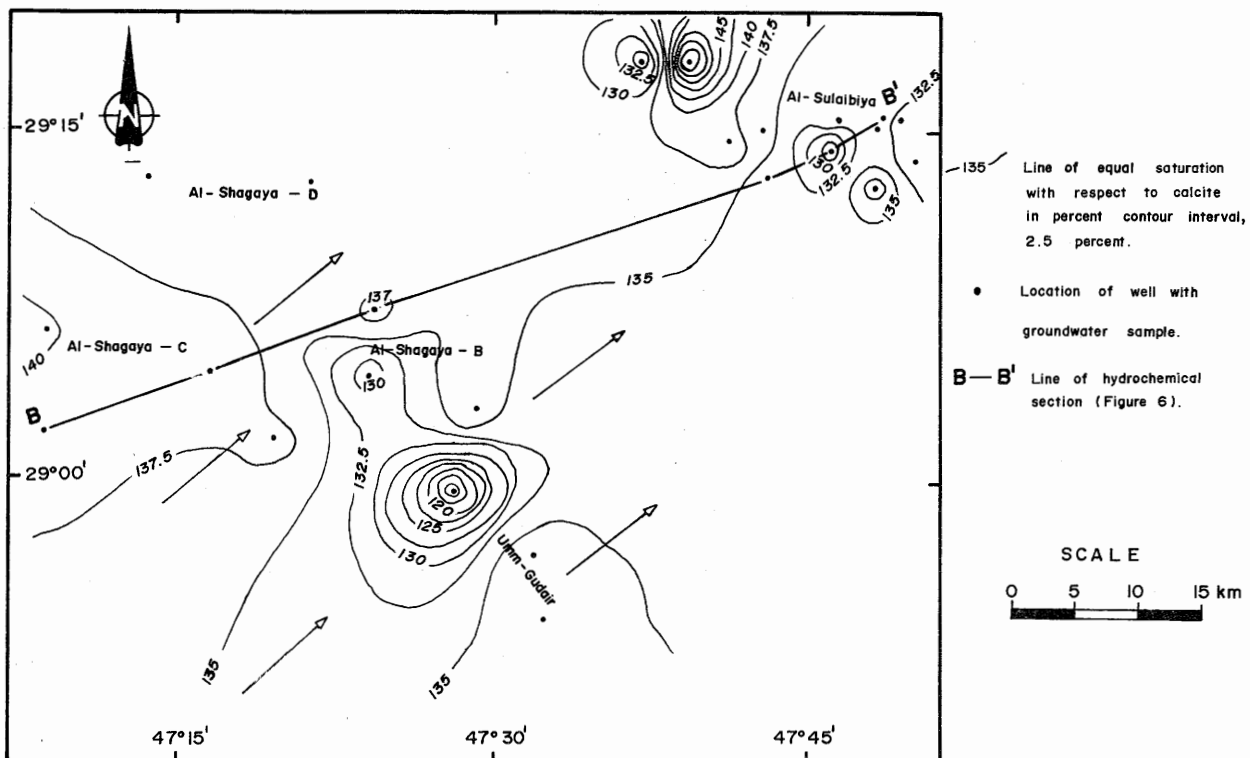 145
140
137.5
132.5
130
N
Al-Sulaibiya B'
132.5
29°15'
130
132.5
135
Al-Shagaya - D
135
137
Al-Shagaya - C
Al-Shagaya - B
140
130
B
137.5
29°00'
132.5
120
125
130
Umm-Gudair
135
135
47°15'
47°30'
47°45'
135 Line of equal saturation
with respect to calcite
in percent contour interval,
2.5 percent.
Location of well with
groundwater sample.
B—B' Line of hydrochemical
section (Figure 6).
SCALE
0 5 10 15 km